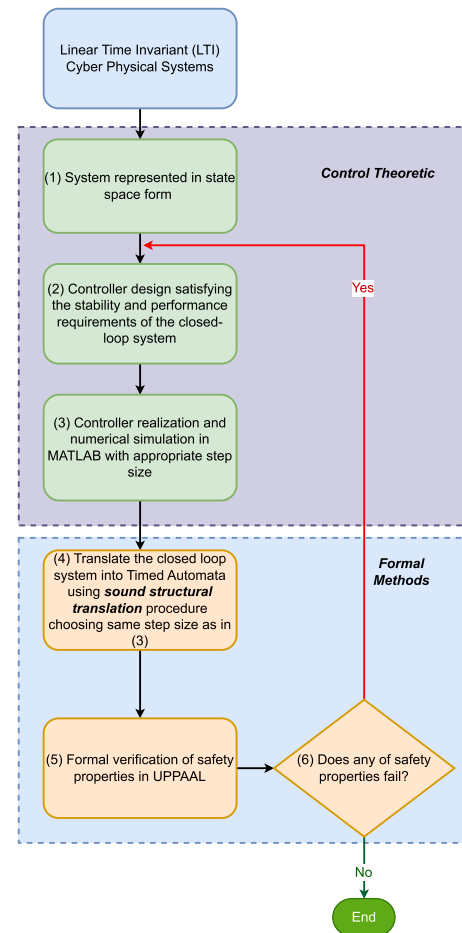 Linear Time Invariant (LTI)
Cyber Physical Systems
Control Theoretic
(1) System represented in state
space form
Yes
(2) Controller design satisfying
the stability and performance
requirements of the closed-
loop system
(3) Controller realization and
numerical simulation in
MATLAB with appropriate step
size
Formal
Methods
(4) Translate the closed loop
system into Timed Automata
using sound structural
translation procedure
choosing same step size as in
(3)
(5) Formal verification of safety
properties in UPPAAL
(6) Does any of safety
properties fail?
No
End